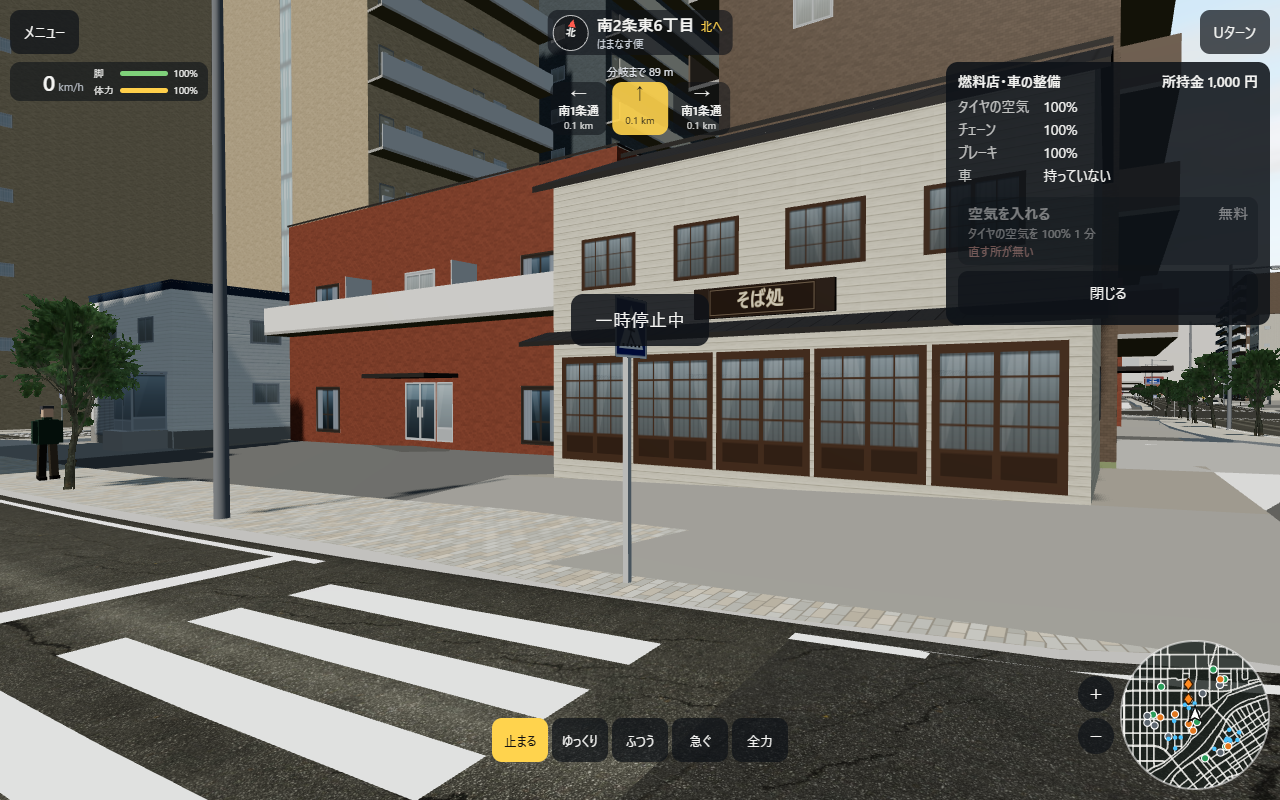 メニュー
0 km/h
脚 100%
体力 100%
北
南2条東6丁目 北へ
はまなす便
分岐まで 89 m
←
南1条通
0.1 km
↑
0.1 km
→
南1条通
0.1 km
Uターン
燃料店・車の整備 所持金 1,000 円
タイヤの空気 100%
チェーン 100%
ブレーキ 100%
車 持っていない
空気を入れる 無料
タイヤの空気を 100% 1 分
直す所が無い
閉じる
そば処
一時停止中
止まる
ゆっくり
ふつう
急ぐ
全力
+
−